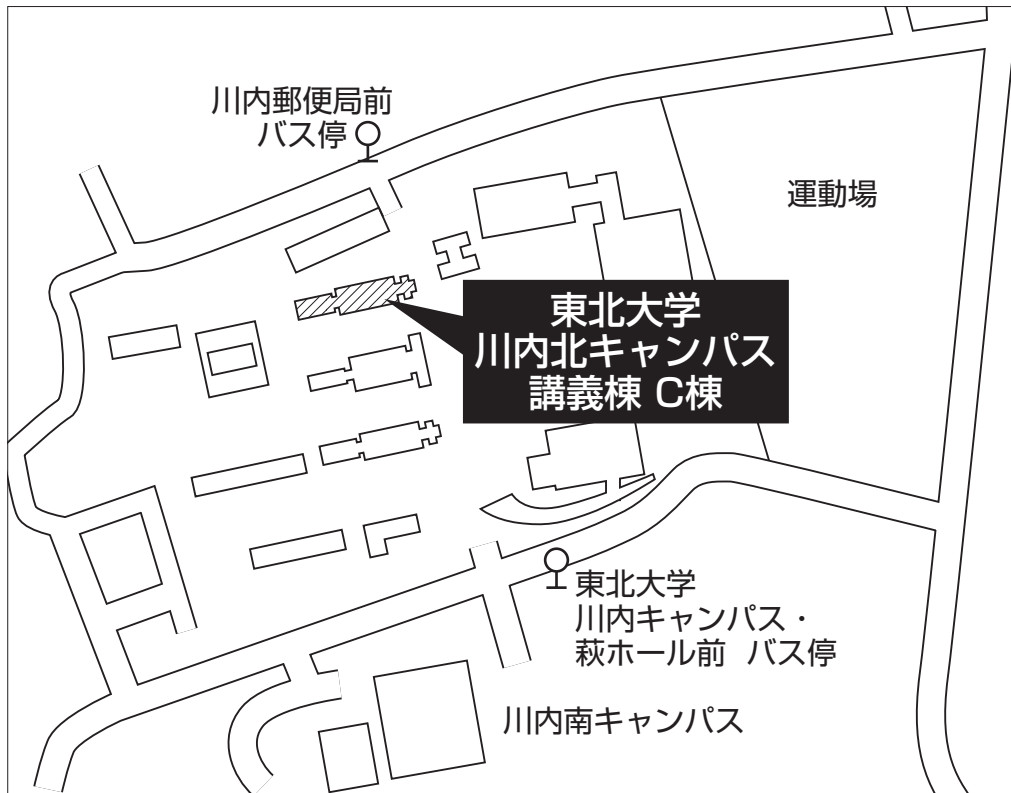 川内郵便局前
バス停
運動場
東北大学
川内北キャンパス
講義棟 C棟
東北大学
川内キャンパス・
萩ホール前 バス停
川内南キャンパス